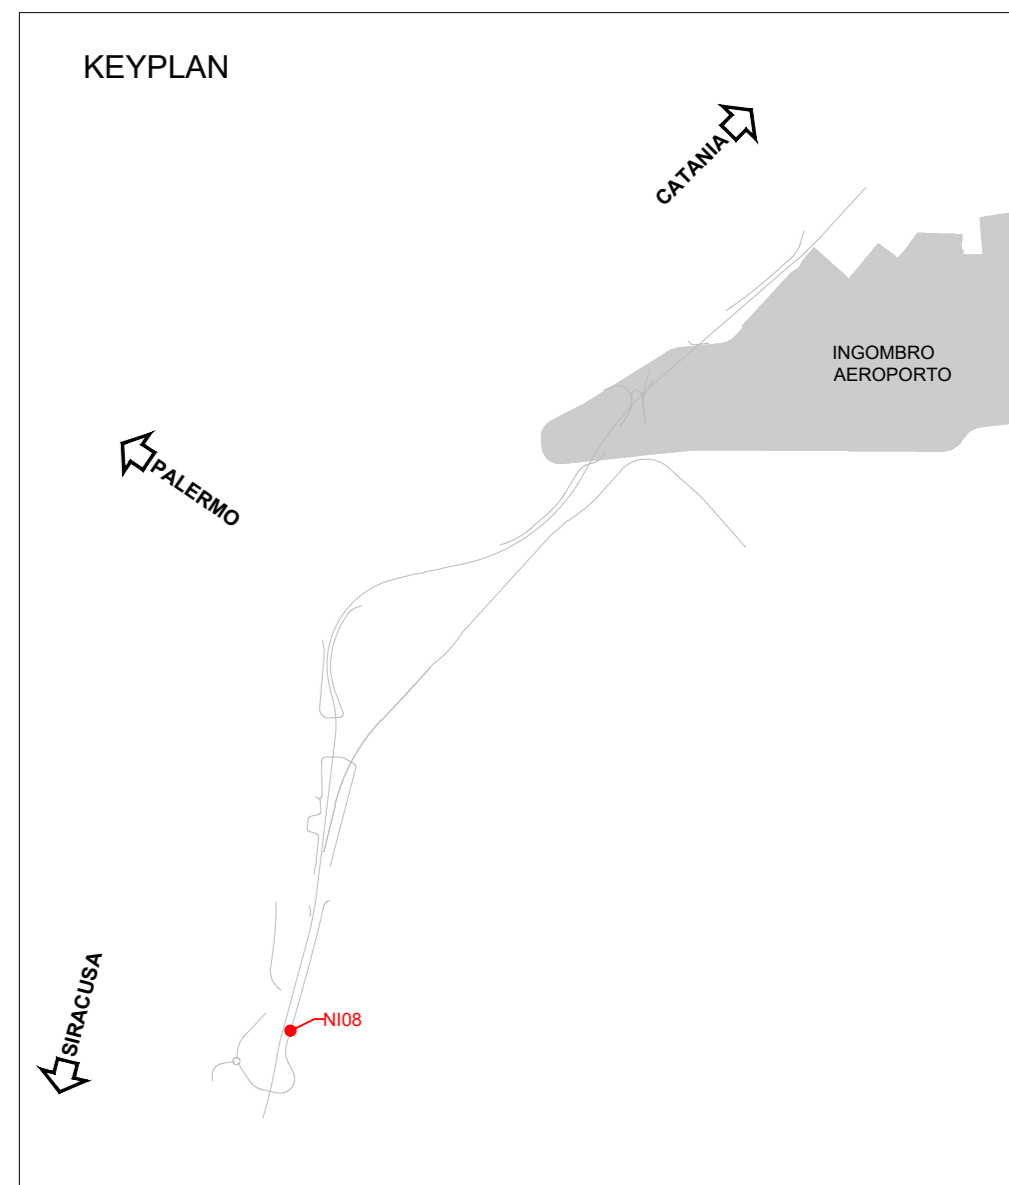 KEYPLAN
CATANIA
INGOMBRO
AEROPORTO
PALERMO
SIRACUSA
NI08